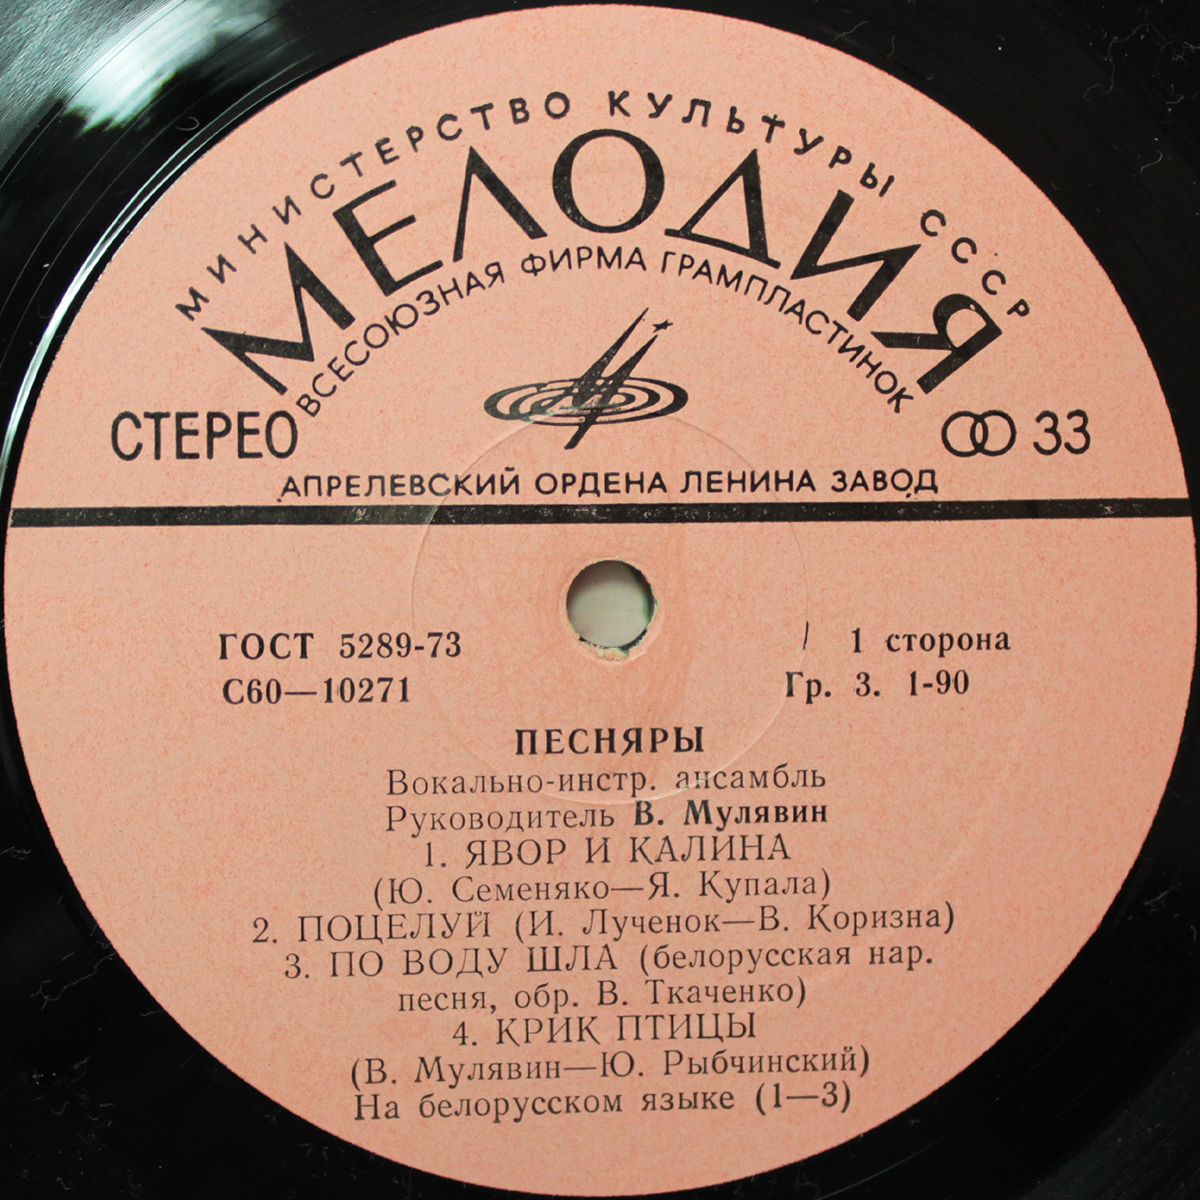 МИНИСТЕРСТВО КУЛЬТУРЫ СССР
МЕЛОДИЯ
ВСЕСОЮЗНАЯ ФИРМА ГРАМПЛАСТИНОК
СТЕРЕО
33
АПРЕЛЕВСКИЙ ОРДЕНА ЛЕНИНА ЗАВОД
ГОСТ 5289-73
1 сторона
С60—10271
Гр. 3. 1-90
ПЕСНЯРЫ
Вокально-инстр. ансамбль
Руководитель В. Мулявин
1. ЯВОР И КАЛИНА
(Ю. Семеняко—Я. Купала)
2. ПОЦЕЛУЙ (И. Лученок—В. Коризна)
3. ПО ВОДУ ШЛА (белорусская нар.
песня, обр. В. Ткаченко)
4. КРИК ПТИЦЫ
(В. Мулявин—Ю. Рыбчинский)
На белорусском языке (1—3)